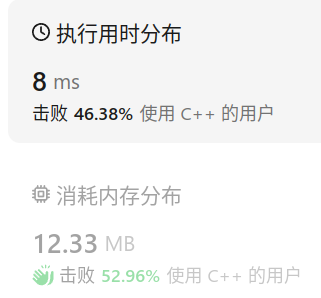 执行用时分布
8 ms
击败 46.38% 使用 C++ 的用户
消耗内存分布
12.33 MB
击败 52.96% 使用 C++ 的用户